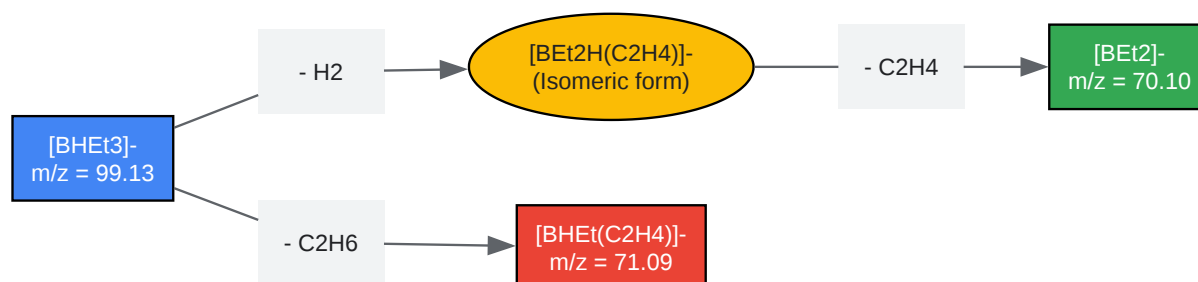 - H2
[BEt2H(C2H4)]-
(Isomeric form)
- C2H4
[BEt2]-
m/z = 70.10
[BHEt3]-
m/z = 99.13
- C2H6
[BHEt(C2H4)]-
m/z = 71.09